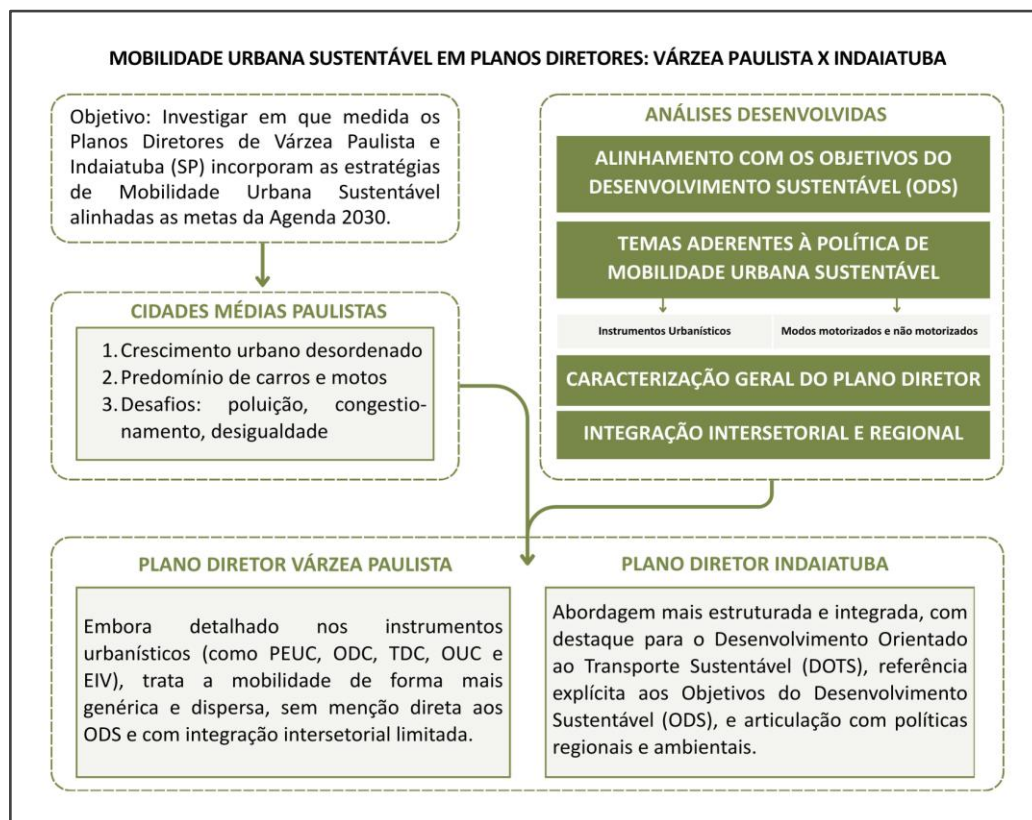 MOBILIDADE URBANA SUSTENTÁVEL EM PLANOS DIRETORES: VÁRZEA PAULISTA X INDAIATUBA
Objetivo: Investigar em que medida os
Planos Diretores de Várzea Paulista e
Indaiatuba (SP) incorporam as estratégias
de Mobilidade Urbana Sustentável
alinhadas as metas da Agenda 2030.
CIDADES MÉDIAS PAULISTAS
1. Crescimento urbano desordenado
2. Predomínio de carros e motos
3. Desafios: poluição, congestio-
namento, desigualdade
ANÁLISES DESENVOLVIDAS
ALINHAMENTO COM OS OBJETIVOS DO
DESENVOLVIMENTO SUSTENTÁVEL (ODS)
TEMAS ADERENTES À POLÍTICA DE
MOBILIDADE URBANA SUSTENTÁVEL
Instrumentos Urbanísticos
Modos motorizados e não motorizados
CARACTERIZAÇÃO GERAL DO PLANO DIRETOR
INTEGRAÇÃO INTERSETORIAL E REGIONAL
PLANO DIRETOR VÁRZEA PAULISTA
Embora detalhado nos instrumentos
urbanísticos (como PEUC, ODC, TDC, OUC e
EIV), trata a mobilidade de forma mais
genérica e dispersa, sem menção direta aos
ODS e com integração intersetorial limitada.
PLANO DIRETOR INDAIATUBA
Abordagem mais estruturada e integrada, com
destaque para o Desenvolvimento Orientado
ao Transporte Sustentável (DOTS), referência
explícita aos Objetivos do Desenvolvimento
Sustentável (ODS), e articulação com políticas
regionais e ambientais.